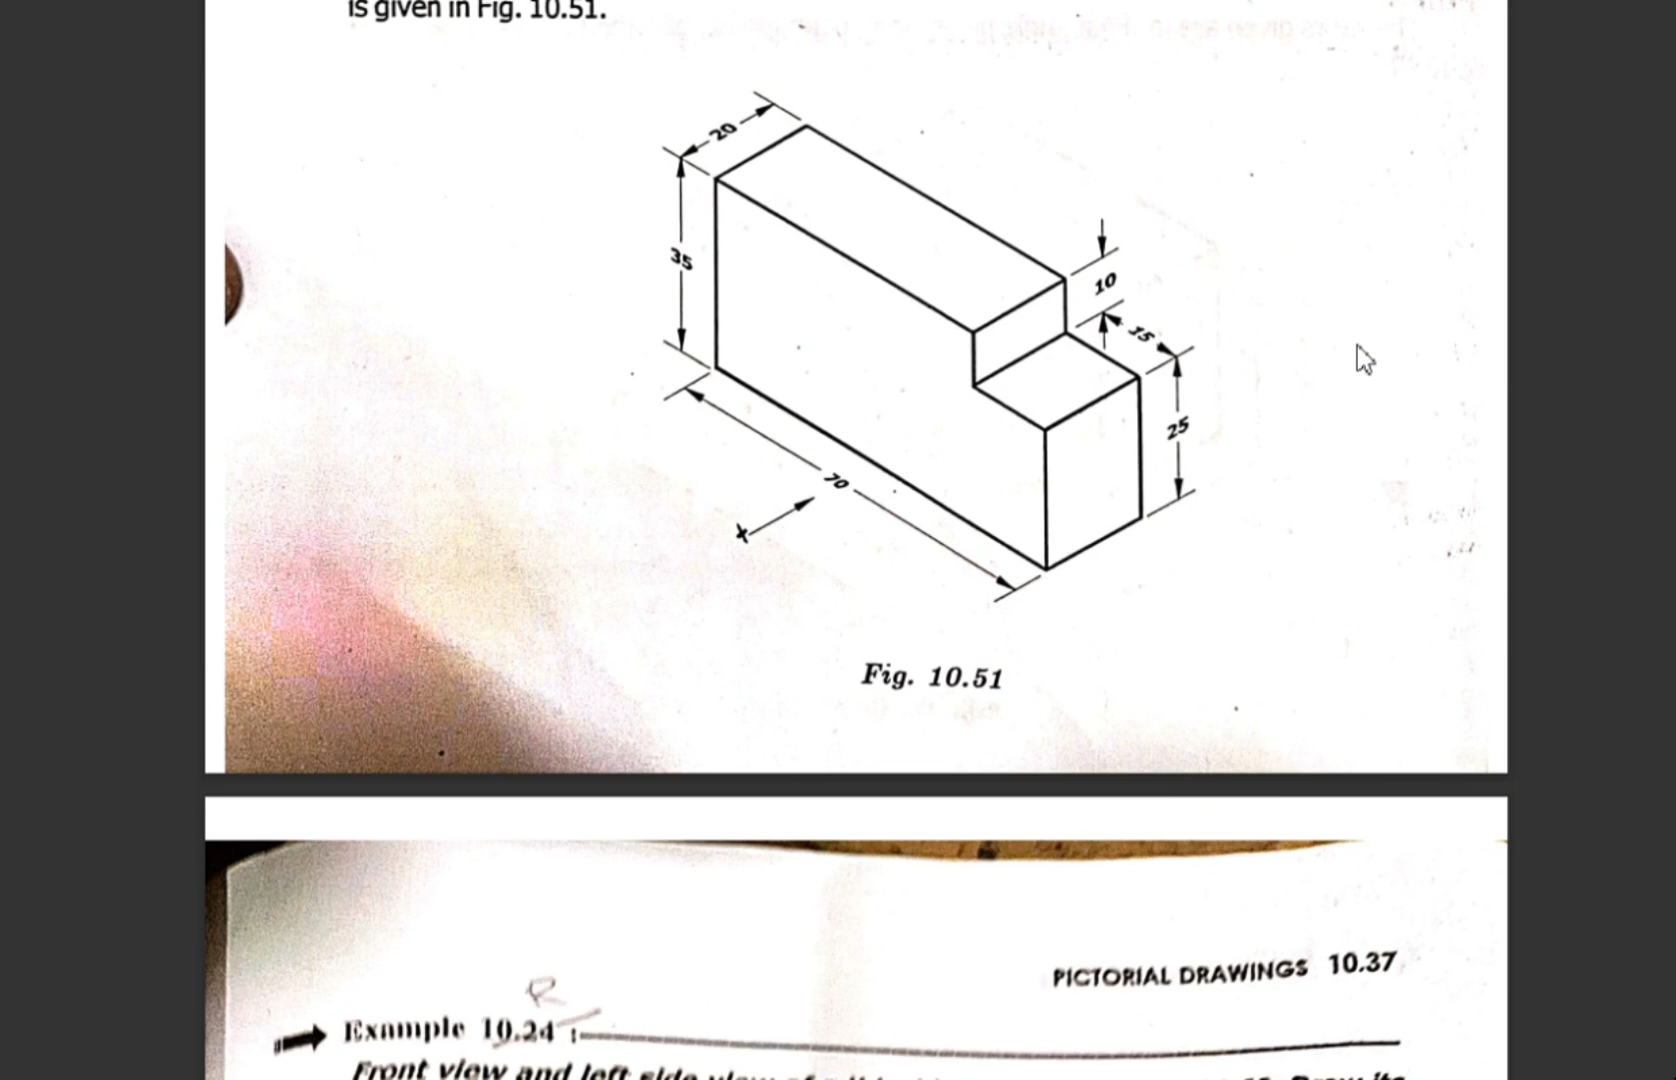 is given in Fig. 10.51.
20
35
10
15
25
70
X
Fig. 10.51
PICTORIAL DRAWINGS 10.37
R
Example 10.24 :
Front view and left side view of a